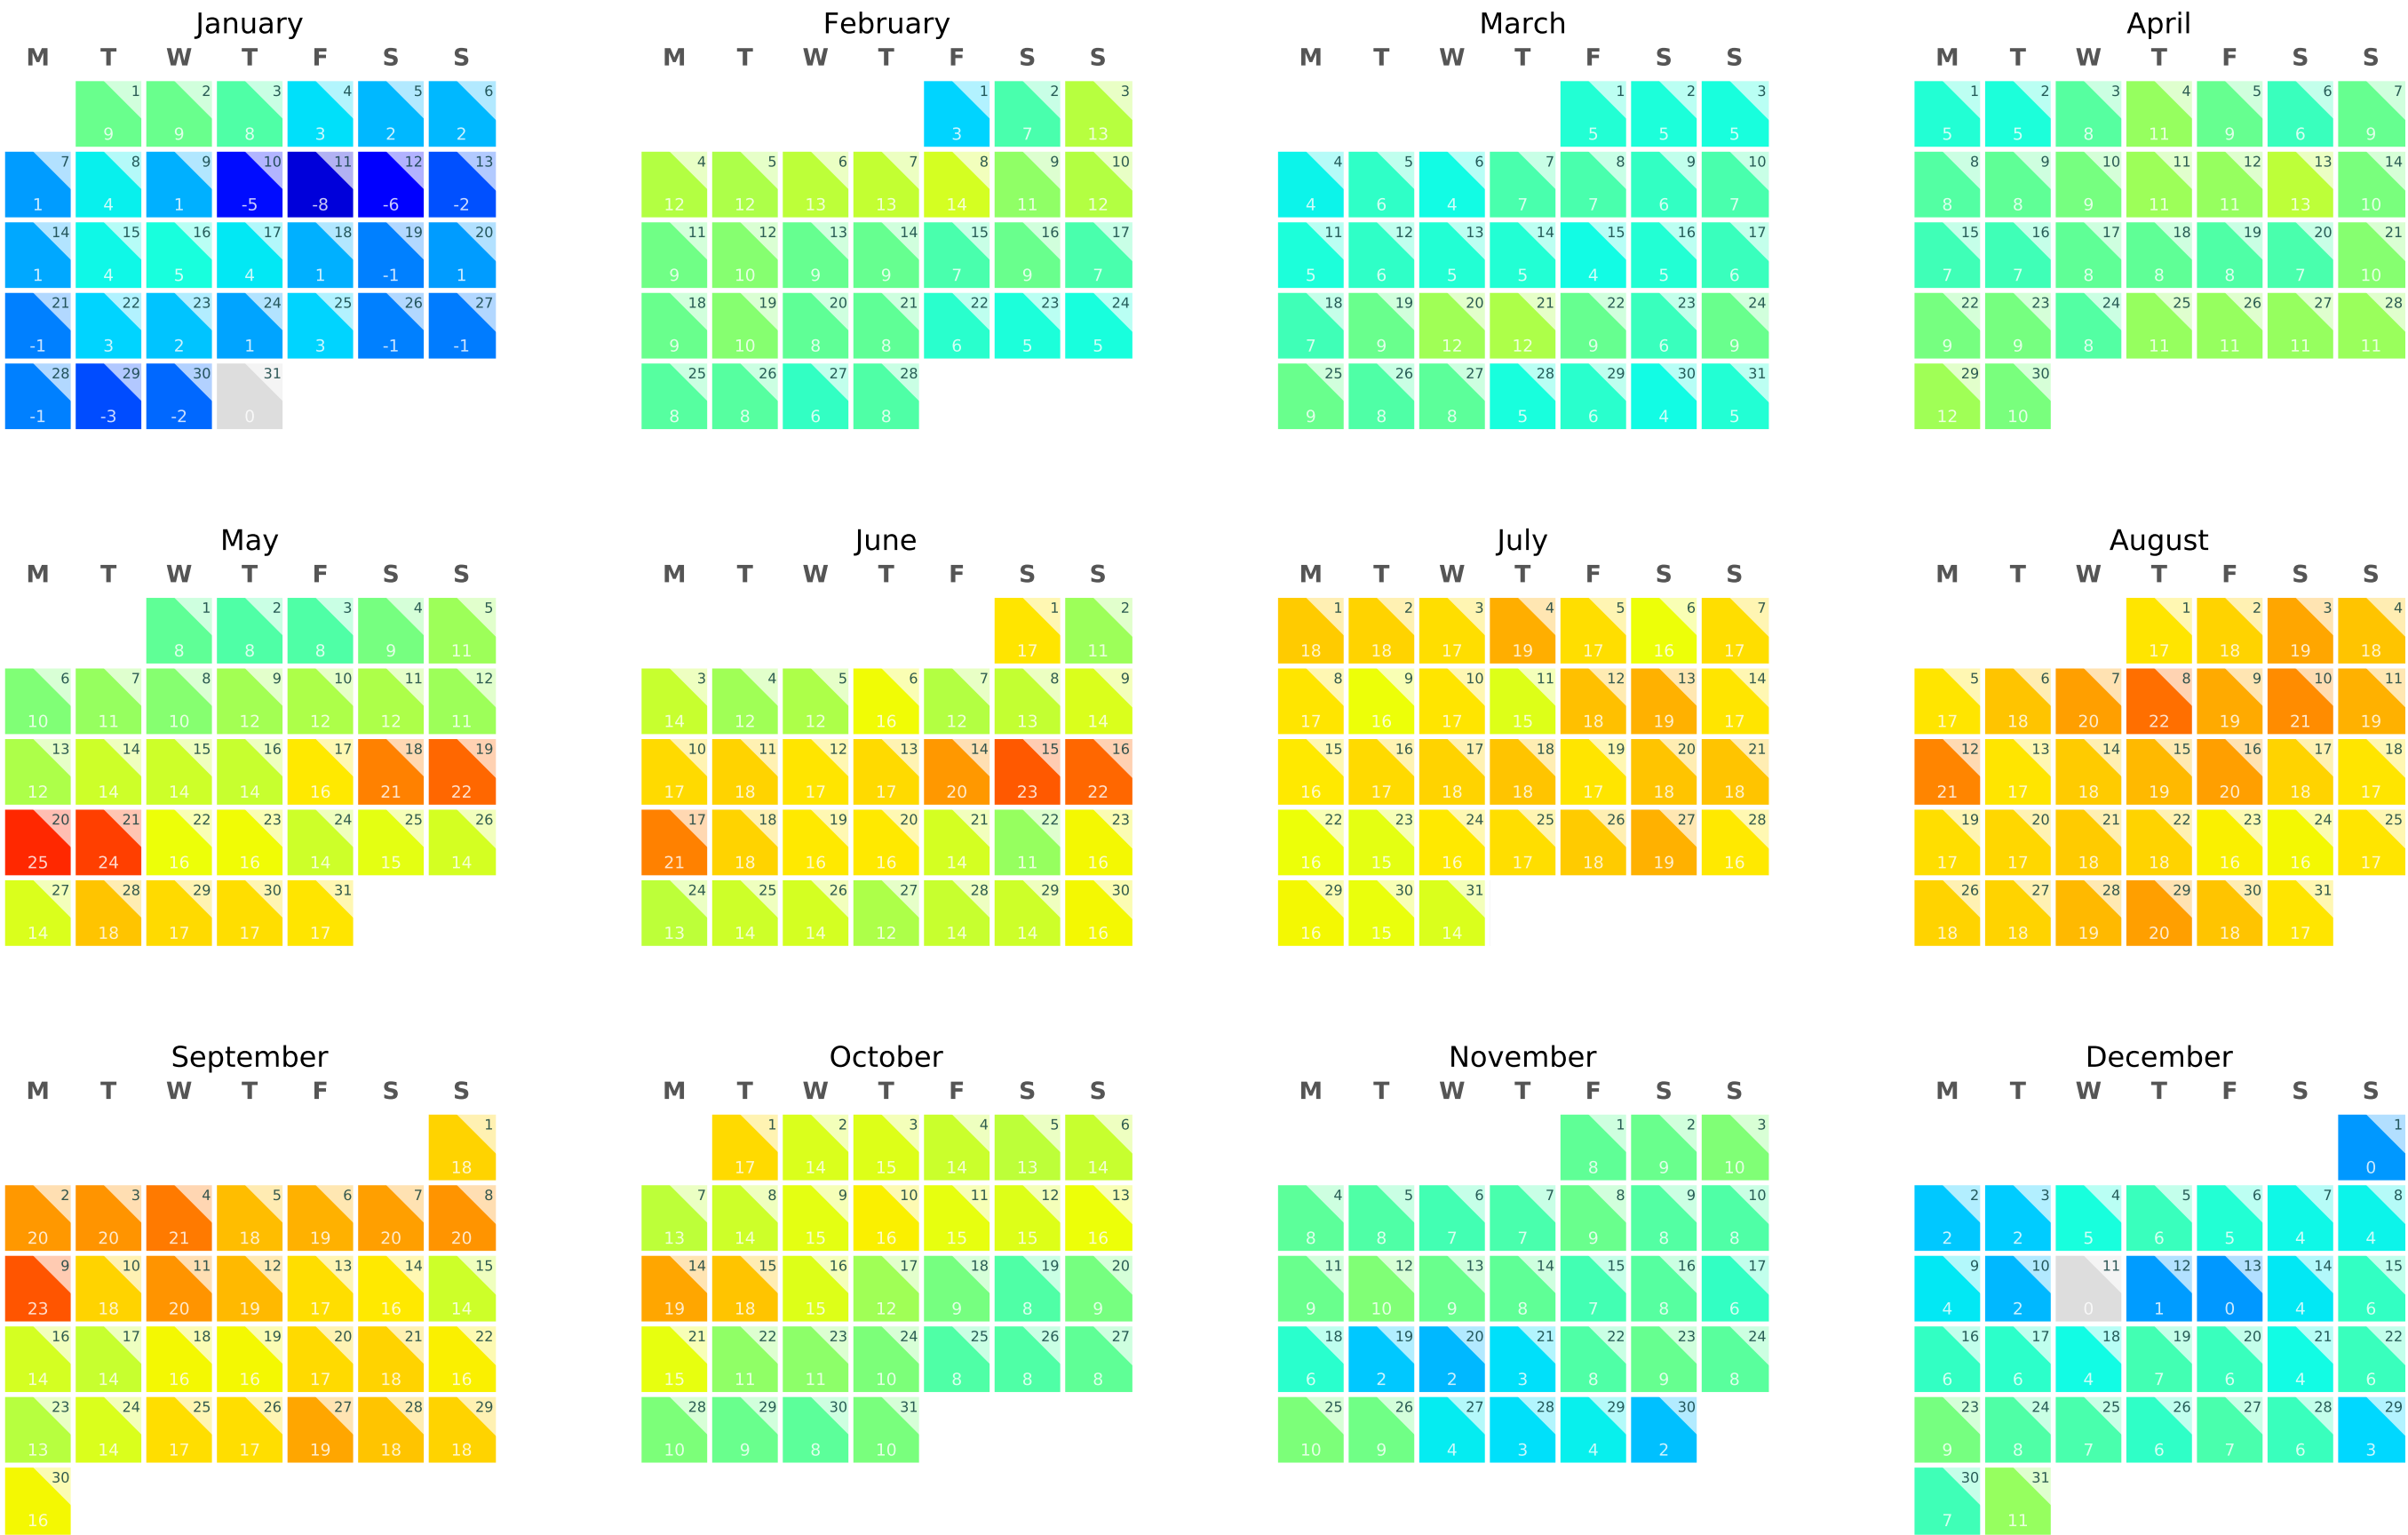 January February March April
M T W T F S S M T W T F S S M T W T F S S M T W T F S S
1 2 3 4 5 6 1 2 3 1 2 3 1 2 3 4 5 6 7
9 9 8 3 2 2 3 7 13 5 5 5 5 5 8 11 9 6 9
7 8 9 10 11 12 13 4 5 6 7 8 9 10 4 5 6 7 8 9 10 8 9 10 11 12 13 14
1 4 1 -5 -8 -6 -2 12 12 13 13 14 11 12 4 6 4 7 7 6 7 8 8 9 11 11 13 10
14 15 16 17 18 19 20 11 12 13 14 15 16 17 11 12 13 14 15 16 17 15 16 17 18 19 20 21
1 4 5 4 1 -1 1 9 10 9 9 7 9 7 5 6 5 5 4 5 6 7 7 8 8 8 7 10
21 22 23 24 25 26 27 18 19 20 21 22 23 24 18 19 20 21 22 23 24 22 23 24 25 26 27 28
-1 3 2 1 3 -1 -1 9 10 8 8 6 5 5 7 9 12 12 9 6 9 9 9 8 11 11 11 11
28 29 30 31 25 26 27 28 25 26 27 28 29 30 31 29 30
-1 -3 -2 0 8 8 6 8 9 8 8 5 6 4 5 12 10
May June July August
M T W T F S S M T W T F S S M T W T F S S M T W T F S S
1 2 3 4 5 1 2 1 2 3 4 5 6 7 1 2 3 4
8 8 8 9 11 17 11 18 18 17 19 17 16 17 17 18 19 18
6 7 8 9 10 11 12 3 4 5 6 7 8 9 8 9 10 11 12 13 14 5 6 7 8 9 10 11
10 11 10 12 12 12 11 14 12 12 16 12 13 14 17 16 17 15 18 19 17 17 18 20 22 19 21 19
13 14 15 16 17 18 19 10 11 12 13 14 15 16 15 16 17 18 19 20 21 12 13 14 15 16 17 18
12 14 14 14 16 21 22 17 18 17 17 20 23 22 16 17 18 18 17 18 18 21 17 18 19 20 18 17
20 21 22 23 24 25 26 17 18 19 20 21 22 23 22 23 24 25 26 27 28 19 20 21 22 23 24 25
25 24 16 16 14 15 14 21 18 16 16 14 11 16 16 15 16 17 18 19 16 17 17 18 18 16 16 17
27 28 29 30 31 24 25 26 27 28 29 30 29 30 31 26 27 28 29 30 31
14 18 17 17 17 13 14 14 12 14 14 16 16 15 14 18 18 19 20 18 17
September October November December
M T W T F S S M T W T F S S M T W T F S S M T W T F S S
1 1 2 3 4 5 6 1 2 3 1
18 17 14 15 14 13 14 8 9 10 0
2 3 4 5 6 7 8 7 8 9 10 11 12 13 4 5 6 7 8 9 10 2 3 4 5 6 7 8
20 20 21 18 19 20 20 13 14 15 16 15 15 16 8 8 7 7 9 8 8 2 2 5 6 5 4 4
9 10 11 12 13 14 15 14 15 16 17 18 19 20 11 12 13 14 15 16 17 9 10 11 12 13 14 15
23 18 20 19 17 16 14 19 18 15 12 9 8 9 9 10 9 8 7 8 6 4 2 0 1 0 4 6
16 17 18 19 20 21 22 21 22 23 24 25 26 27 18 19 20 21 22 23 24 16 17 18 19 20 21 22
14 14 16 16 17 18 16 15 11 11 10 8 8 8 6 2 2 3 8 9 8 6 6 4 7 6 4 6
23 24 25 26 27 28 29 28 29 30 31 25 26 27 28 29 30 23 24 25 26 27 28 29
13 14 17 17 19 18 18 10 9 8 10 10 9 4 3 4 2 9 8 7 6 7 6 3
30 30 31
16 7 11